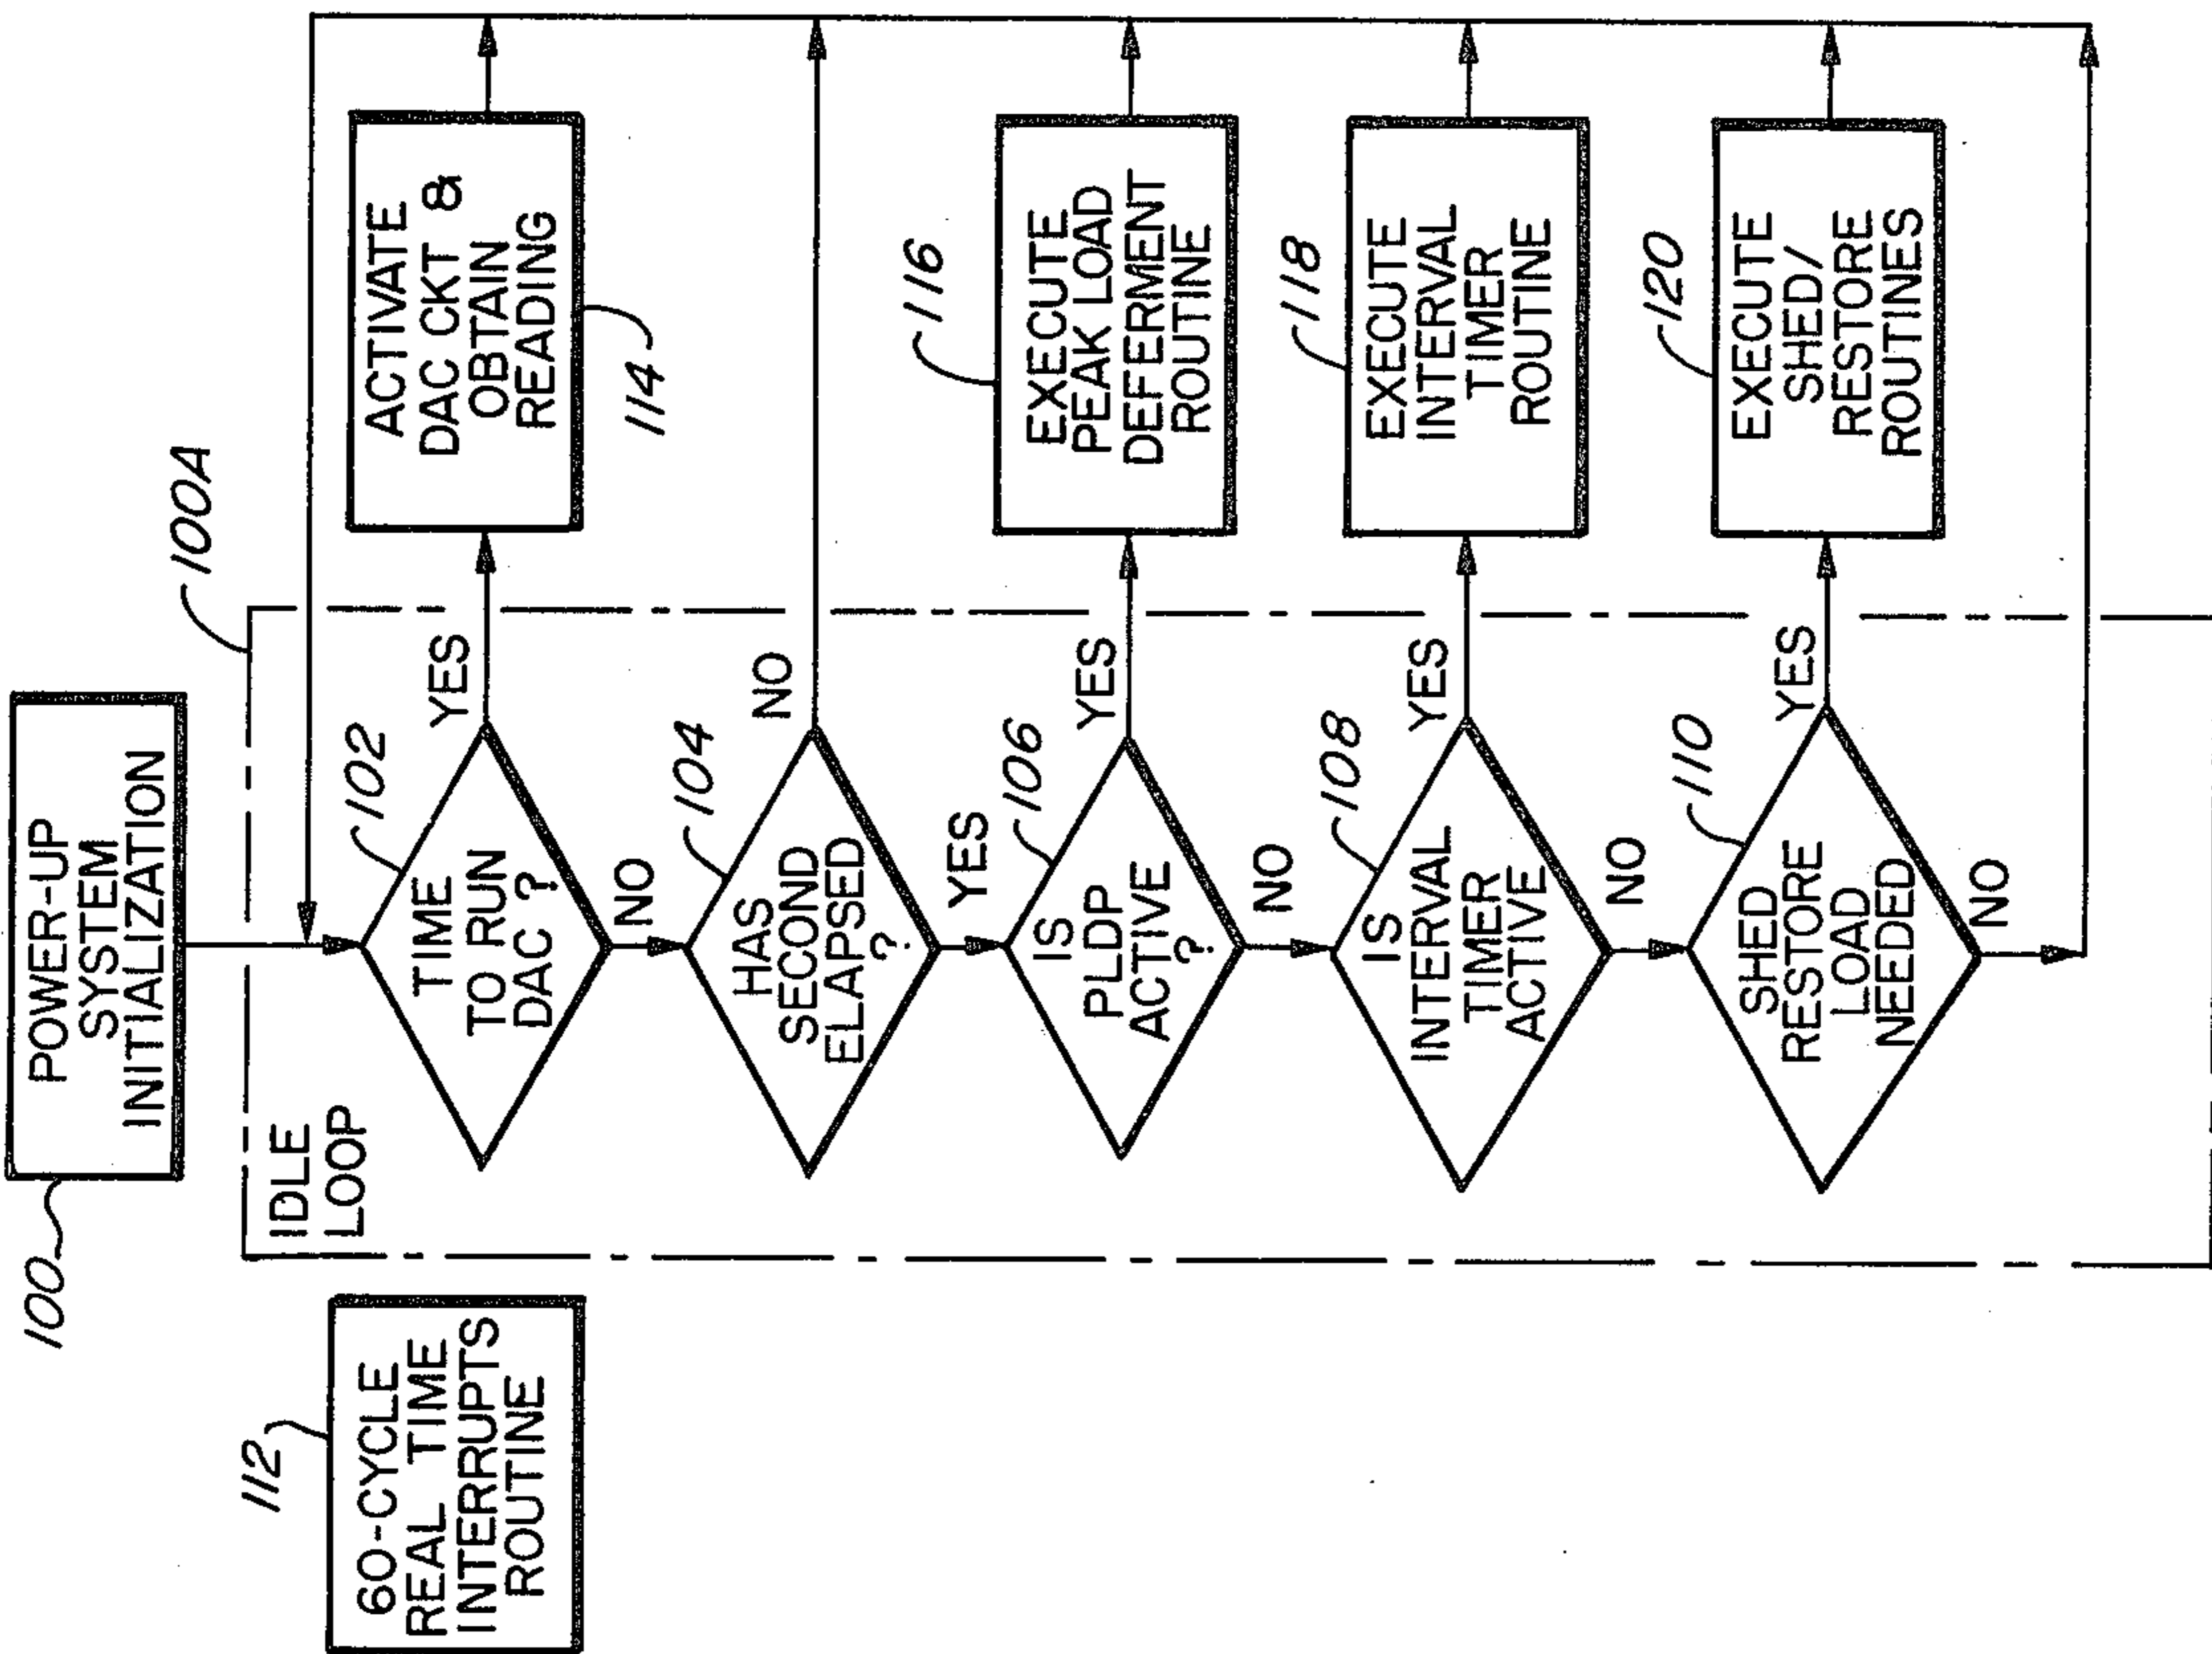 100
POWER-UP
SYSTEM
INITIALIZATION
100A
IDLE
LOOP
112
60-CYCLE
REAL TIME
INTERRUPTS
ROUTINE
102
TIME
TO RUN
DAC ?
YES
NO
ACTIVATE
DAC CKT &
OBTAIN
READING
114
104
HAS
SECOND
ELAPSED
?
NO
YES
106
IS
PLDP
ACTIVE
?
YES
NO
116
EXECUTE
PEAK LOAD
DEFERMENT
ROUTINE
108
IS
INTERVAL
TIMER
ACTIVE
YES
NO
118
EXECUTE
INTERVAL
TIMER
ROUTINE
110
SHED
RESTORE
LOAD
NEEDED
YES
NO
120
EXECUTE
SHED/
RESTORE
ROUTINES